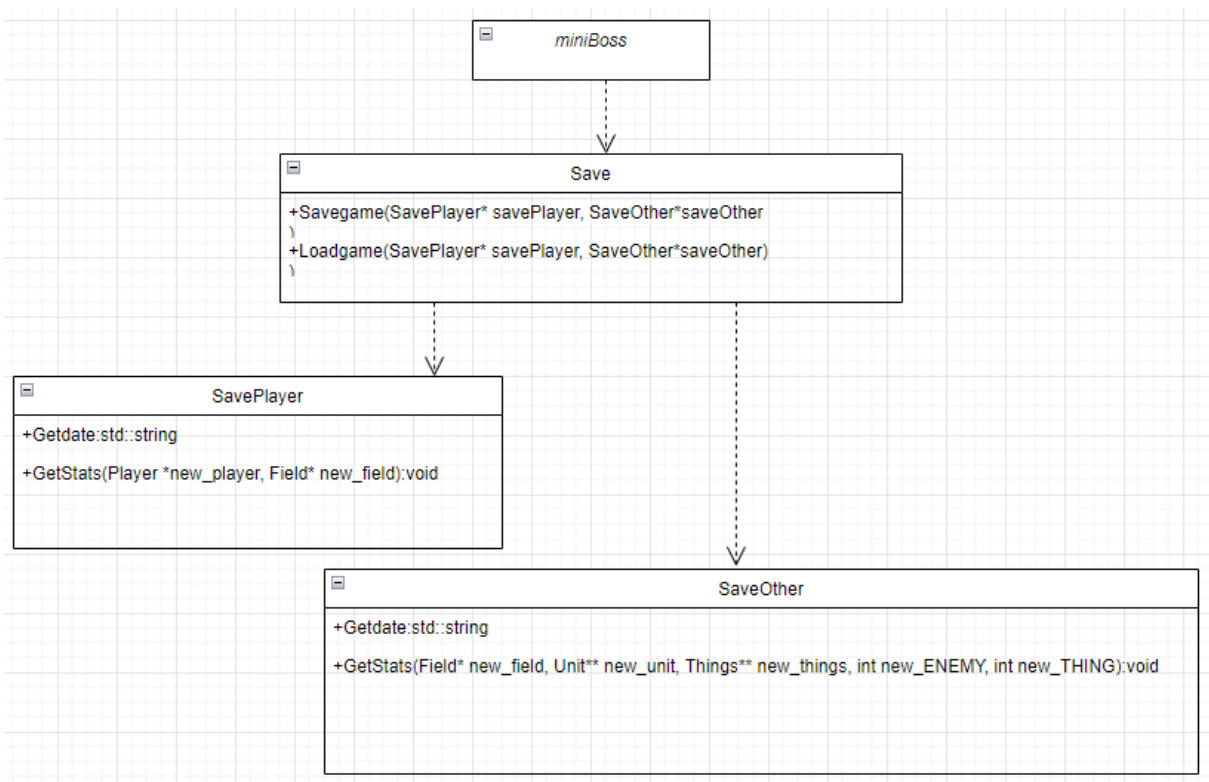 miniBoss
Save
+Savegame(SavePlayer* savePlayer, SaveOther*saveOther
)
+Loadgame(SavePlayer* savePlayer, SaveOther*saveOther)
)
SavePlayer
+Getdate:std::string
+GetStats(Player *new_player, Field* new_field):void
SaveOther
+Getdate:std::string
+GetStats(Field* new_field, Unit** new_unit, Things** new_things, int new_ENEMY, int new_THING):void